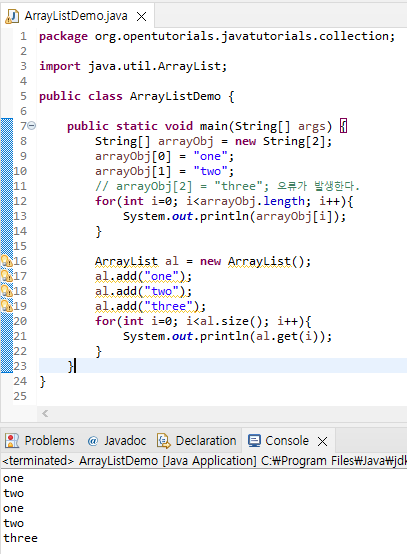 ArrayListDemo.java
1 package org.opentutorials.javatutorials.collection;
2
3 import java.util.ArrayList;
4
5 public class ArrayListDemo {
6
7 public static void main(String[] args) {
8 String[] arrayObj = new String[2];
9 arrayObj[0] = "one";
10 arrayObj[1] = "two";
11 // arrayObj[2] = "three"; 오류가 발생한다.
12 for(int i=0; i<arrayObj.length; i++){
13 System.out.println(arrayObj[i]);
14 }
15
16 ArrayList al = new ArrayList();
17 al.add("one");
18 al.add("two");
19 al.add("three");
20 for(int i=0; i<al.size(); i++){
21 System.out.println(al.get(i));
22 }
23 }
24 }
25
Problems @ Javadoc Declaration Console
<terminated> ArrayListDemo [Java Application] C:₩Program Files₩Java₩jdk
one
two
one
two
three